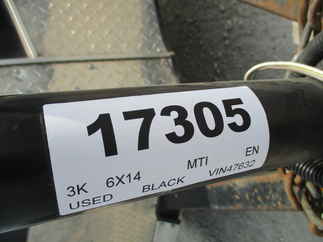 17305
3K 6X14 MTI EN
USED BLACK VIN47632